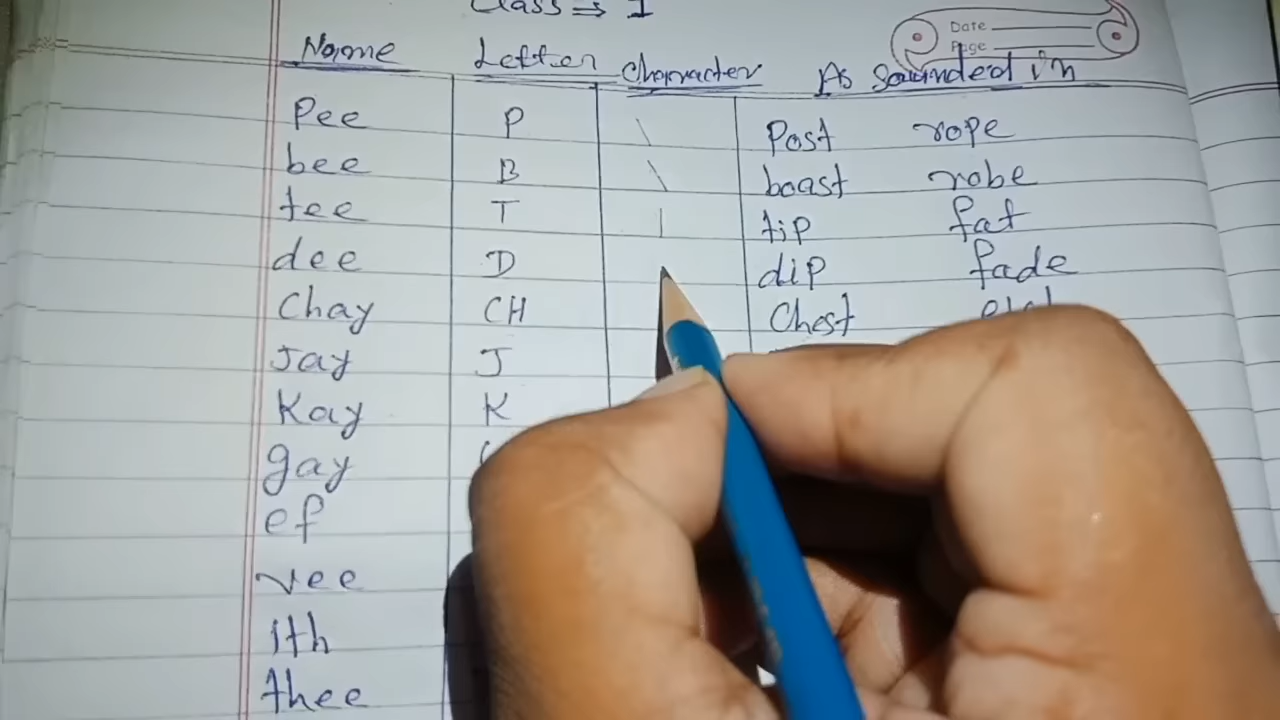 Class ⇒ I
Date
Page
Name Letter Character As sounded in
Pee P \ Post rope
bee B \ boast robe
tee T | tip fat
dee D dip fade
Chay CH Chest
Jay J
Kay K
gay
ef
vee
ith
thee